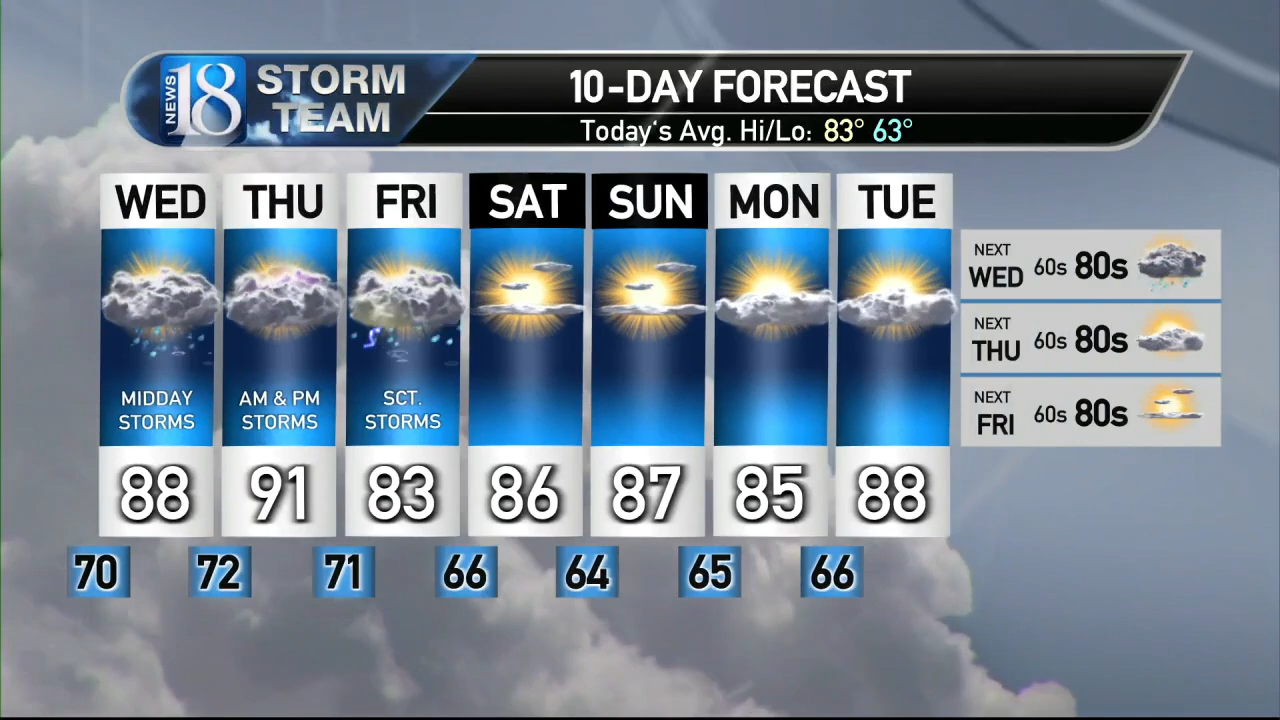 NEWS 18 STORM TEAM
10-DAY FORECAST
Today's Avg. Hi/Lo: 83° 63°
WED THU FRI SAT SUN MON TUE
MIDDAY STORMS
AM & PM STORMS
SCT. STORMS
88 91 83 86 87 85 88
70 72 71 66 64 65 66
NEXT WED 60s 80s
NEXT THU 60s 80s
NEXT FRI 60s 80s